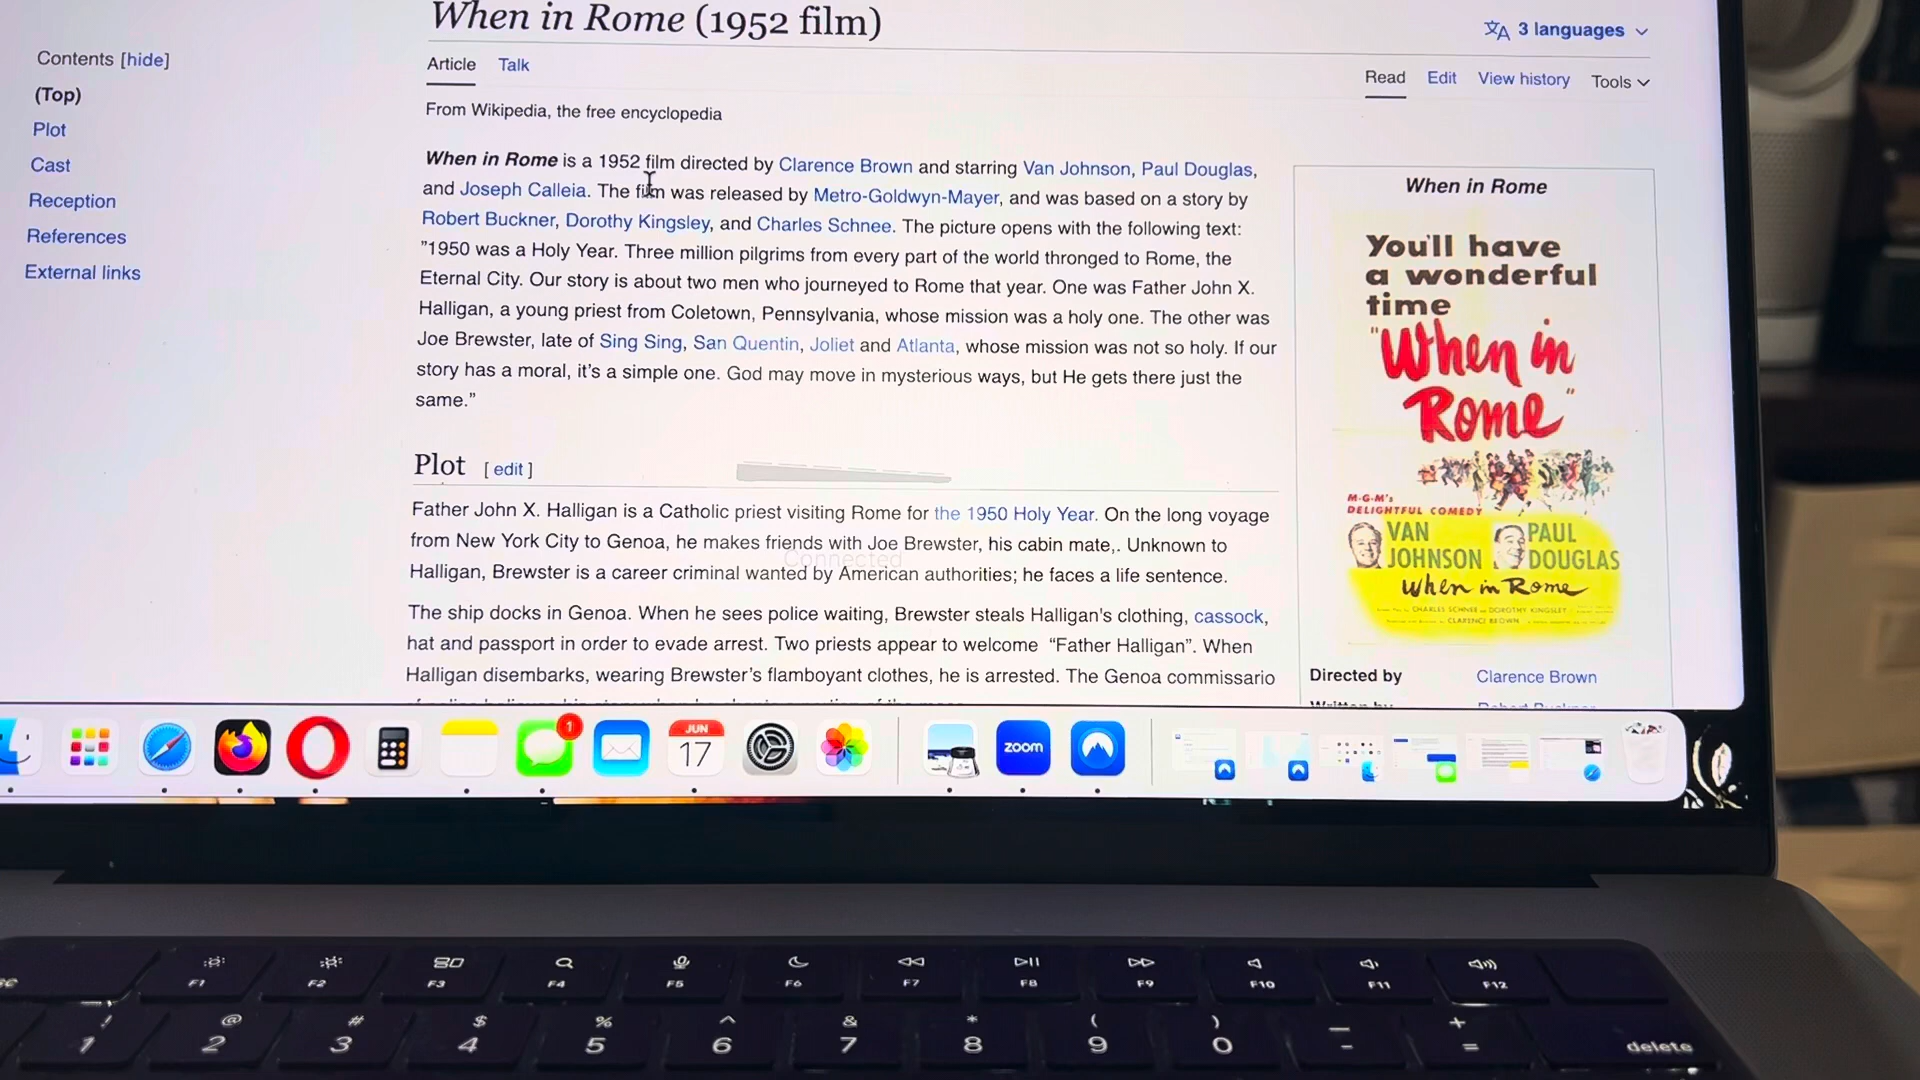 When in Rome (1952 film)
3 languages
Contents [hide]
(Top)
Plot
Cast
Reception
References
External links
Article Talk
Read Edit View history Tools
From Wikipedia, the free encyclopedia
When in Rome is a 1952 film directed by Clarence Brown and starring Van Johnson, Paul Douglas,
and Joseph Calleia. The film was released by Metro-Goldwyn-Mayer, and was based on a story by
Robert Buckner, Dorothy Kingsley, and Charles Schnee. The picture opens with the following text:
"1950 was a Holy Year. Three million pilgrims from every part of the world thronged to Rome, the
Eternal City. Our story is about two men who journeyed to Rome that year. One was Father John X.
Halligan, a young priest from Coletown, Pennsylvania, whose mission was a holy one. The other was
Joe Brewster, late of Sing Sing, San Quentin, Joliet and Atlanta, whose mission was not so holy. If our
story has a moral, it’s a simple one. God may move in mysterious ways, but He gets there just the
same.”
Plot [ edit ]
Father John X. Halligan is a Catholic priest visiting Rome for the 1950 Holy Year. On the long voyage
from New York City to Genoa, he makes friends with Joe Brewster, his cabin mate,. Unknown to
Connected
Halligan, Brewster is a career criminal wanted by American authorities; he faces a life sentence.
The ship docks in Genoa. When he sees police waiting, Brewster steals Halligan's clothing, cassock,
hat and passport in order to evade arrest. Two priests appear to welcome “Father Halligan”. When
Halligan disembarks, wearing Brewster’s flamboyant clothes, he is arrested. The Genoa commissario
When in Rome
You'll have
a wonderful
time
"When in
Rome"
M-G-M's
DELIGHTFUL COMEDY
VAN
JOHNSON
PAUL
DOUGLAS
When in Rome
CHARLES SCHNEE and DOROTHY KINGSLEY
CLARENCE BROWN
Directed by Clarence Brown
1
JUN
17
zoom
F1 F2 F3 F4 F5 F6 F7 F8 F9 F10 F11 F12
! @ # $ % ^ & * ( ) _ +
1 2 3 4 5 6 7 8 9 0 - = delete